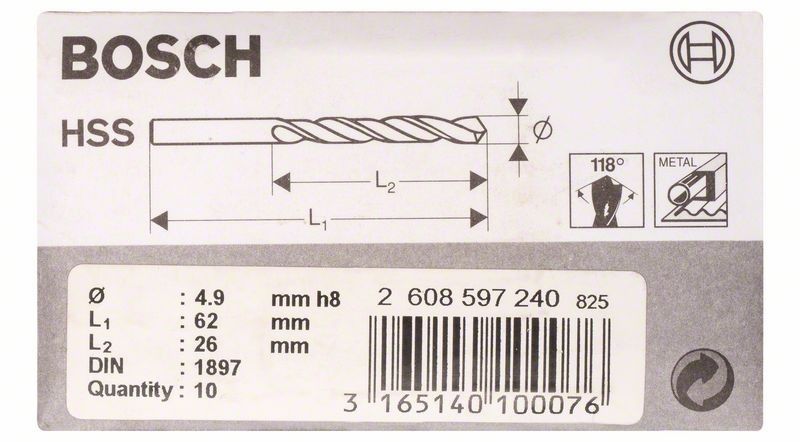 BOSCH
HSS
Ø
L2
L1
118°
METAL
Ø : 4.9 mm h8
L1 : 62 mm
L2 : 26 mm
DIN : 1897
Quantity : 10
2 608 597 240 825
3 165140 100076